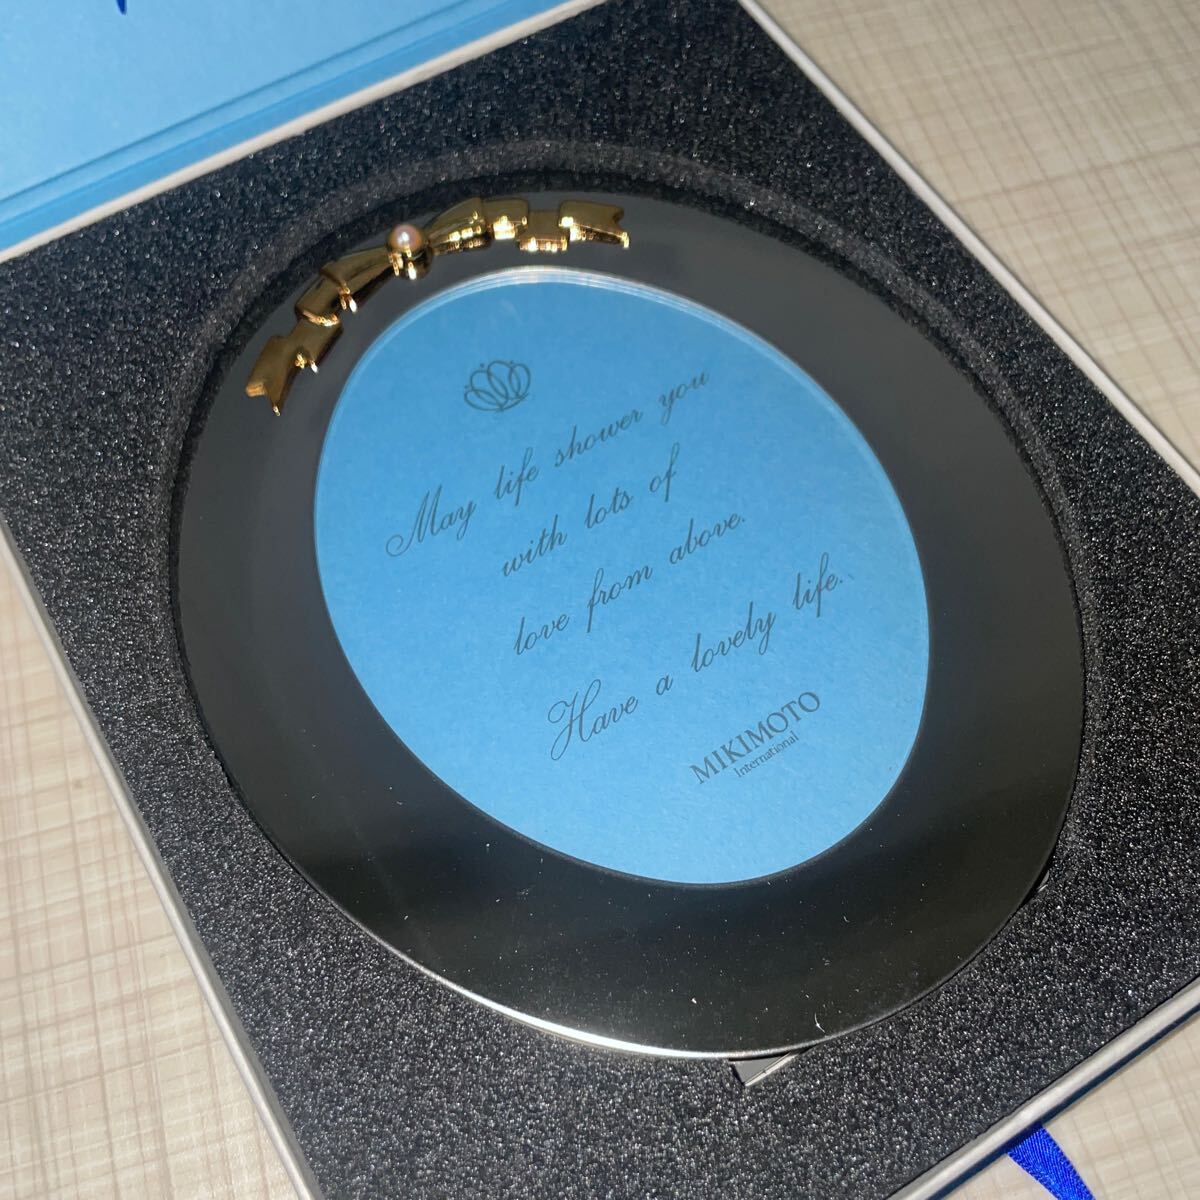 May life shower you
with lots of
love from above.
Have a lovely life.
MIKIMOTO
International